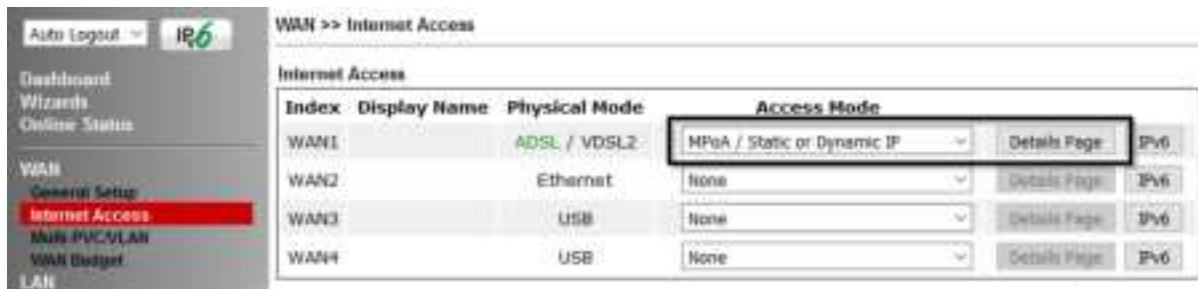 Auto Logout IPv6
WAN >> Internet Access
Dashboard
Wizards
Online Status
WAN
General Setup
Internet Access
Multi-PVC/VLAN
WAN Budget
LAN
Internet Access
Index Display Name Physical Mode Access Mode
WAN1 ADSL / VDSL2 MPoA / Static or Dynamic IP Details Page IPv6
WAN2 Ethernet None Details Page IPv6
WAN3 USB None Details Page IPv6
WAN4 USB None Details Page IPv6